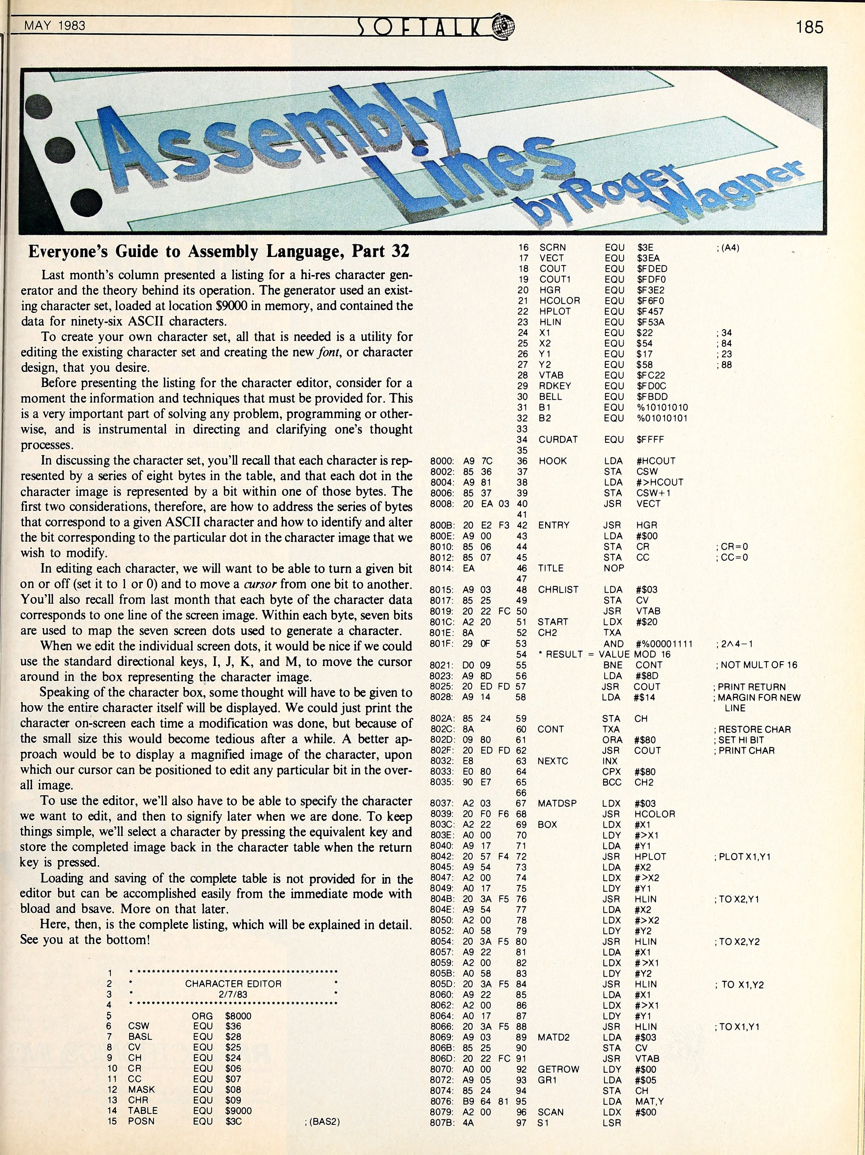 MAY 1983
SOFTALK
185
Assembly
Lines
by Roger
Wagner
Everyone's Guide to Assembly Language, Part 32
Last month's column presented a listing for a hi-res character gen-
erator and the theory behind its operation. The generator used an exist-
ing character set, loaded at location $9000 in memory, and contained the
data for ninety-six ASCII characters.
To create your own character set, all that is needed is a utility for
editing the existing character set and creating the new font, or character
design, that you desire.
Before presenting the listing for the character editor, consider for a
moment the information and techniques that must be provided for. This
is a very important part of solving any problem, programming or other-
wise, and is instrumental in directing and clarifying one's thought
processes.
In discussing the character set, you'll recall that each character is rep-
resented by a series of eight bytes in the table, and that each dot in the
character image is represented by a bit within one of those bytes. The
first two considerations, therefore, are how to address the series of bytes
that correspond to a given ASCII character and how to identify and alter
the bit corresponding to the particular dot in the character image that we
wish to modify.
In editing each character, we will want to be able to turn a given bit
on or off (set it to 1 or 0) and to move a cursor from one bit to another.
You'll also recall from last month that each byte of the character data
corresponds to one line of the screen image. Within each byte, seven bits
are used to map the seven screen dots used to generate a character.
When we edit the individual screen dots, it would be nice if we could
use the standard directional keys, I, J, K, and M, to move the cursor
around in the box representing the character image.
Speaking of the character box, some thought will have to be given to
how the entire character itself will be displayed. We could just print the
character on-screen each time a modification was done, but because of
the small size this would become tedious after a while. A better ap-
proach would be to display a magnified image of the character, upon
which our cursor can be positioned to edit any particular bit in the over-
all image.
To use the editor, we'll also have to be able to specify the character
we want to edit, and then to signify later when we are done. To keep
things simple, we'll select a character by pressing the equivalent key and
store the completed image back in the character table when the return
key is pressed.
Loading and saving of the complete table is not provided for in the
editor but can be accomplished easily from the immediate mode with
bload and bsave. More on that later.
Here, then, is the complete listing, which will be explained in detail.
See you at the bottom!
1 * ••••••••••••••••••••••••••••••••••••••••
2 * CHARACTER EDITOR *
3 * 2/7/83 *
4 * ••••••••••••••••••••••••••••••••••••••••
5 ORG $8000
6 CSW EQU $36
7 BASL EQU $28
8 CV EQU $25
9 CH EQU $24
10 CR EQU $06
11 CC EQU $07
12 MASK EQU $08
13 CHR EQU $09
14 TABLE EQU $9000
15 POSN EQU $3C ;(BAS2)
16 SCRN EQU $3E ;(A4)
17 VECT EQU $3EA
18 COUT EQU $FDED
19 COUT1 EQU $FDF0
20 HGR EQU $F3E2
21 HCOLOR EQU $F6F0
22 HPLOT EQU $F457
23 HLIN EQU $F53A
24 X1 EQU $22 ;34
25 X2 EQU $54 ;84
26 Y1 EQU $17 ;23
27 Y2 EQU $58 ;88
28 VTAB EQU $FC22
29 RDKEY EQU $FD0C
30 BELL EQU $FBDD
31 B1 EQU %10101010
32 B2 EQU %01010101
33
34 CURDAT EQU $FFFF
35
8000: A9 7C 36 HOOK LDA #HCOUT
8002: 85 36 37 STA CSW
8004: A9 81 38 LDA #>HCOUT
8006: 85 37 39 STA CSW+1
8008: 20 EA 03 40 JSR VECT
41
800B: 20 E2 F3 42 ENTRY JSR HGR
800E: A9 00 43 LDA #$00
8010: 85 06 44 STA CR ;CR=0
8012: 85 07 45 STA CC ;CC=0
8014: EA 46 TITLE NOP
47
8015: A9 03 48 CHRLIST LDA #$03
8017: 85 25 49 STA CV
8019: 20 22 FC 50 JSR VTAB
801C: A2 20 51 START LDX #$20
801E: 8A 52 CH2 TXA
801F: 29 0F 53 AND #%00001111 ;2∧4-1
54 * RESULT = VALUE MOD 16
8021: D0 09 55 BNE CONT ;NOT MULT OF 16
8023: A9 8D 56 LDA #$8D
8025: 20 ED FD 57 JSR COUT ;PRINT RETURN
8028: A9 14 58 LDA #$14 ;MARGIN FOR NEW
LINE
802A: 85 24 59 STA CH
802C: 8A 60 CONT TXA ;RESTORE CHAR
802D: 09 80 61 ORA #$80 ;SET HI BIT
802F: 20 ED FD 62 JSR COUT ;PRINT CHAR
8032: E8 63 NEXTC INX
8033: E0 80 64 CPX #$80
8035: 90 E7 65 BCC CH2
66
8037: A2 03 67 MATDSP LDX #$03
8039: 20 F0 F6 68 JSR HCOLOR
803C: A2 22 69 BOX LDX #X1
803E: A0 00 70 LDY #>X1
8040: A9 17 71 LDA #Y1
8042: 20 57 F4 72 JSR HPLOT ;PLOT X1,Y1
8045: A9 54 73 LDA #X2
8047: A2 00 74 LDX #>X2
8049: A0 17 75 LDY #Y1
804B: 20 3A F5 76 JSR HLIN ;TO X2,Y1
804E: A9 54 77 LDA #X2
8050: A2 00 78 LDX #>X2
8052: A0 58 79 LDY #Y2
8054: 20 3A F5 80 JSR HLIN ;TO X2,Y2
8057: A9 22 81 LDA #X1
8059: A2 00 82 LDX #>X1
805B: A0 58 83 LDY #Y2
805D: 20 3A F5 84 JSR HLIN ; TO X1,Y2
8060: A9 22 85 LDA #X1
8062: A2 00 86 LDX #>X1
8064: A0 17 87 LDY #Y1
8066: 20 3A F5 88 JSR HLIN ;TO X1,Y1
8069: A9 03 89 MATD2 LDA #$03
806B: 85 25 90 STA CV
806D: 20 22 FC 91 JSR VTAB
8070: A0 00 92 GETROW LDY #$00
8072: A9 05 93 GR1 LDA #$05
8074: 85 24 94 STA CH
8076: B9 64 81 95 LDA MAT,Y
8079: A2 00 96 SCAN LDX #$00
807B: 4A 97 S1 LSR